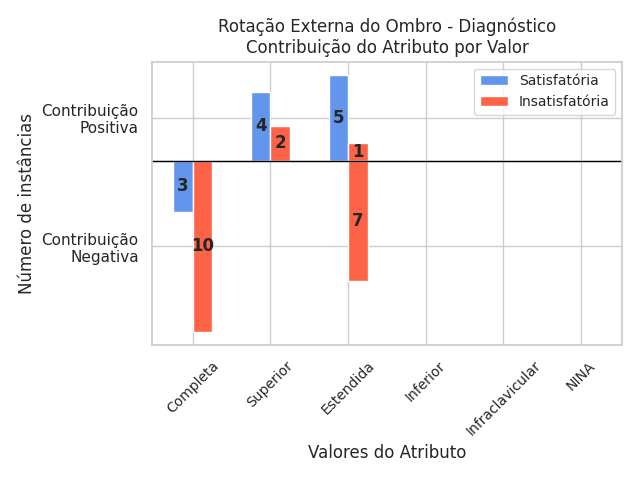 Rotação Externa do Ombro - Diagnóstico
Contribuição do Atributo por Valor
Satisfatória
Insatisfatória
Contribuição
Positiva
Contribuição
Negativa
Número de instâncias
3
10
4
2
5
1
7
Completa
Superior
Estendida
Inferior
Infraclavicular
NINA
Valores do Atributo